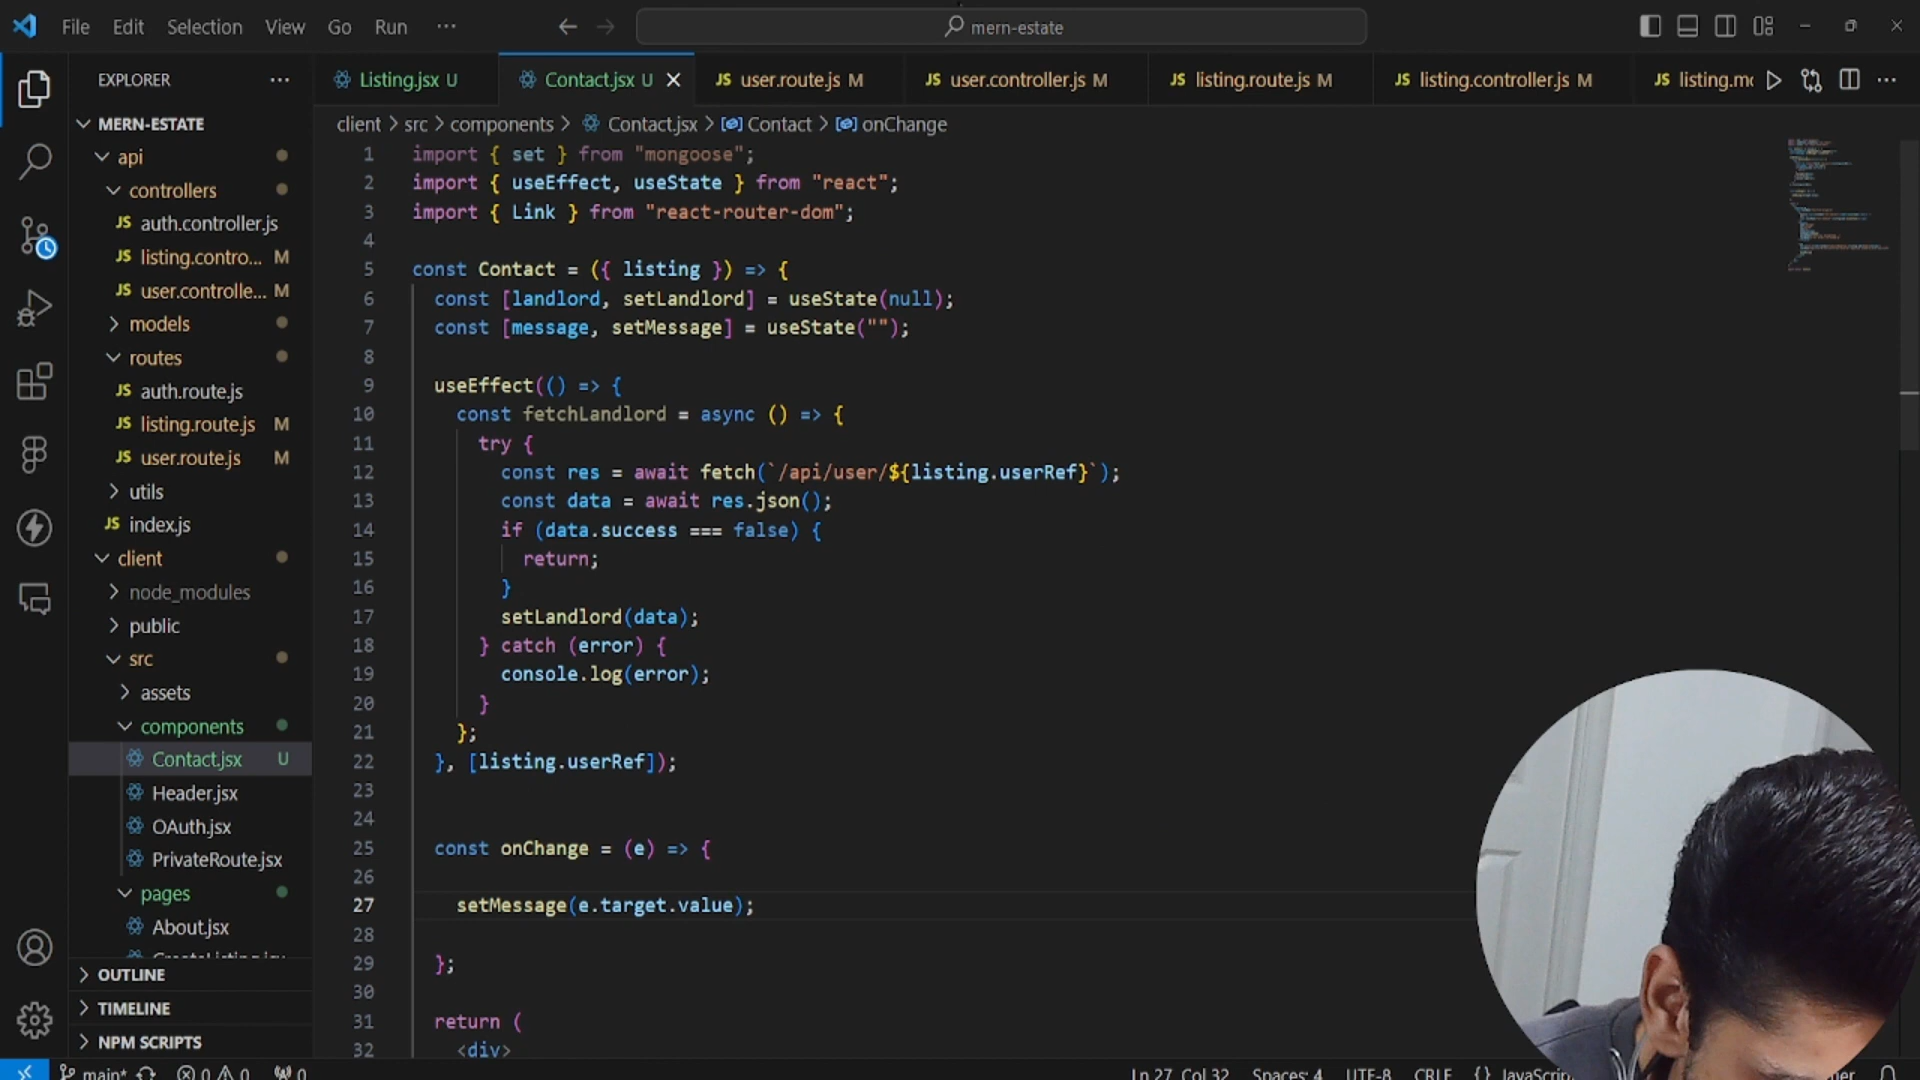 File Edit Selection View Go Run ··· mern-estate
EXPLORER ···
Listing.jsx U Contact.jsx U JS user.route.js M JS user.controller.js M JS listing.route.js M JS listing.controller.js M JS listing.mo
client > src > components > Contact.jsx > Contact > onChange
MERN-ESTATE
api
controllers
JS auth.controller.js
JS listing.contro... M
JS user.controlle... M
models
routes
JS auth.route.js
JS listing.route.js M
JS user.route.js M
utils
JS index.js
client
node_modules
public
src
assets
components
Contact.jsx U
Header.jsx
OAuth.jsx
PrivateRoute.jsx
pages
About.jsx
CreateListing.jsx
OUTLINE
TIMELINE
NPM SCRIPTS
1 import { set } from "mongoose";
2 import { useEffect, useState } from "react";
3 import { Link } from "react-router-dom";
4
5 const Contact = ({ listing }) => {
6 const [landlord, setLandlord] = useState(null);
7 const [message, setMessage] = useState("");
8
9 useEffect(() => {
10 const fetchLandlord = async () => {
11 try {
12 const res = await fetch(`/api/user/${listing.userRef}`);
13 const data = await res.json();
14 if (data.success === false) {
15 return;
16 }
17 setLandlord(data);
18 } catch (error) {
19 console.log(error);
20 }
21 };
22 }, [listing.userRef]);
23
24
25 const onChange = (e) => {
26
27 setMessage(e.target.value);
28
29 };
30
31 return (
32 <div>
main* 0 0 0 Ln 27, Col 32 Spaces: 4 UTF-8 CRLF {} JavaScrip